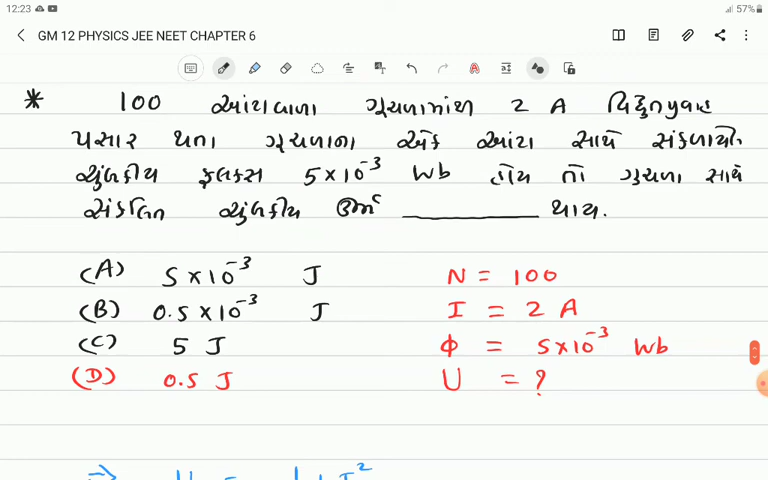 12:23
57%
GM 12 PHYSICS JEE NEET CHAPTER 6
* 100 આંટાવાળા ગૂંચળામાંથી 2 A વિદ્યુતપ્રવાહ
પસાર થતા ગૂંચળાના એક આંટા સાથે સંકળાયેલ
ચુંબકીય ફ્લક્સ 5×10⁻³ Wb હોય તો ગૂંચળા સાથે
સંકલિત ચુંબકીય ઊર્જા ________ થાય.
(A) 5×10⁻³ J N = 100
(B) 0.5×10⁻³ J I = 2 A
(C) 5 J ϕ = 5×10⁻³ Wb
(D) 0.5 J U = ?